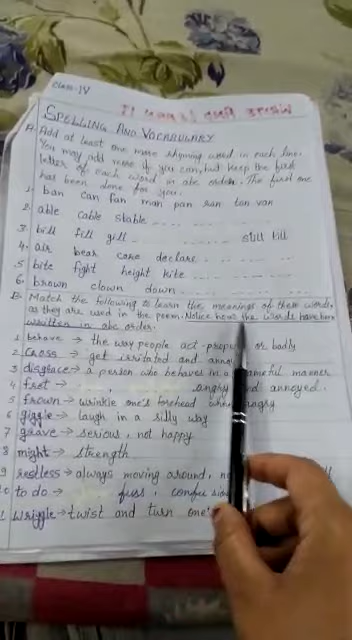 Class-IV
SPELLING AND VOCABULARY
A. Add at least one more rhyming word in each line.
You may add more if you can, but keep the first
letter of each word in abc order. The first one
has been done for you.
1. ban can fan man pan ran tan van
2. able cable stable
3. bill fill gill still till
4. air bear care declare
5. bite fight height kite
6. brown clown down
B. Match the following to learn the meanings of these words
as they are used in the poem. Notice how the words have been
written in abc order.
1 behave → the way people act - or badly
2 cross → get irritated and
3 disgrace → a person who behaves in a manner
4 fret → angry and annoyed.
5 frown → wrinkle one's forehead angry
6 giggle → laugh in a silly way
7 grave → serious, not happy
8 might → strength
9 restless → always moving around,
10 to do → fuss,
wriggle → twist and turn one's